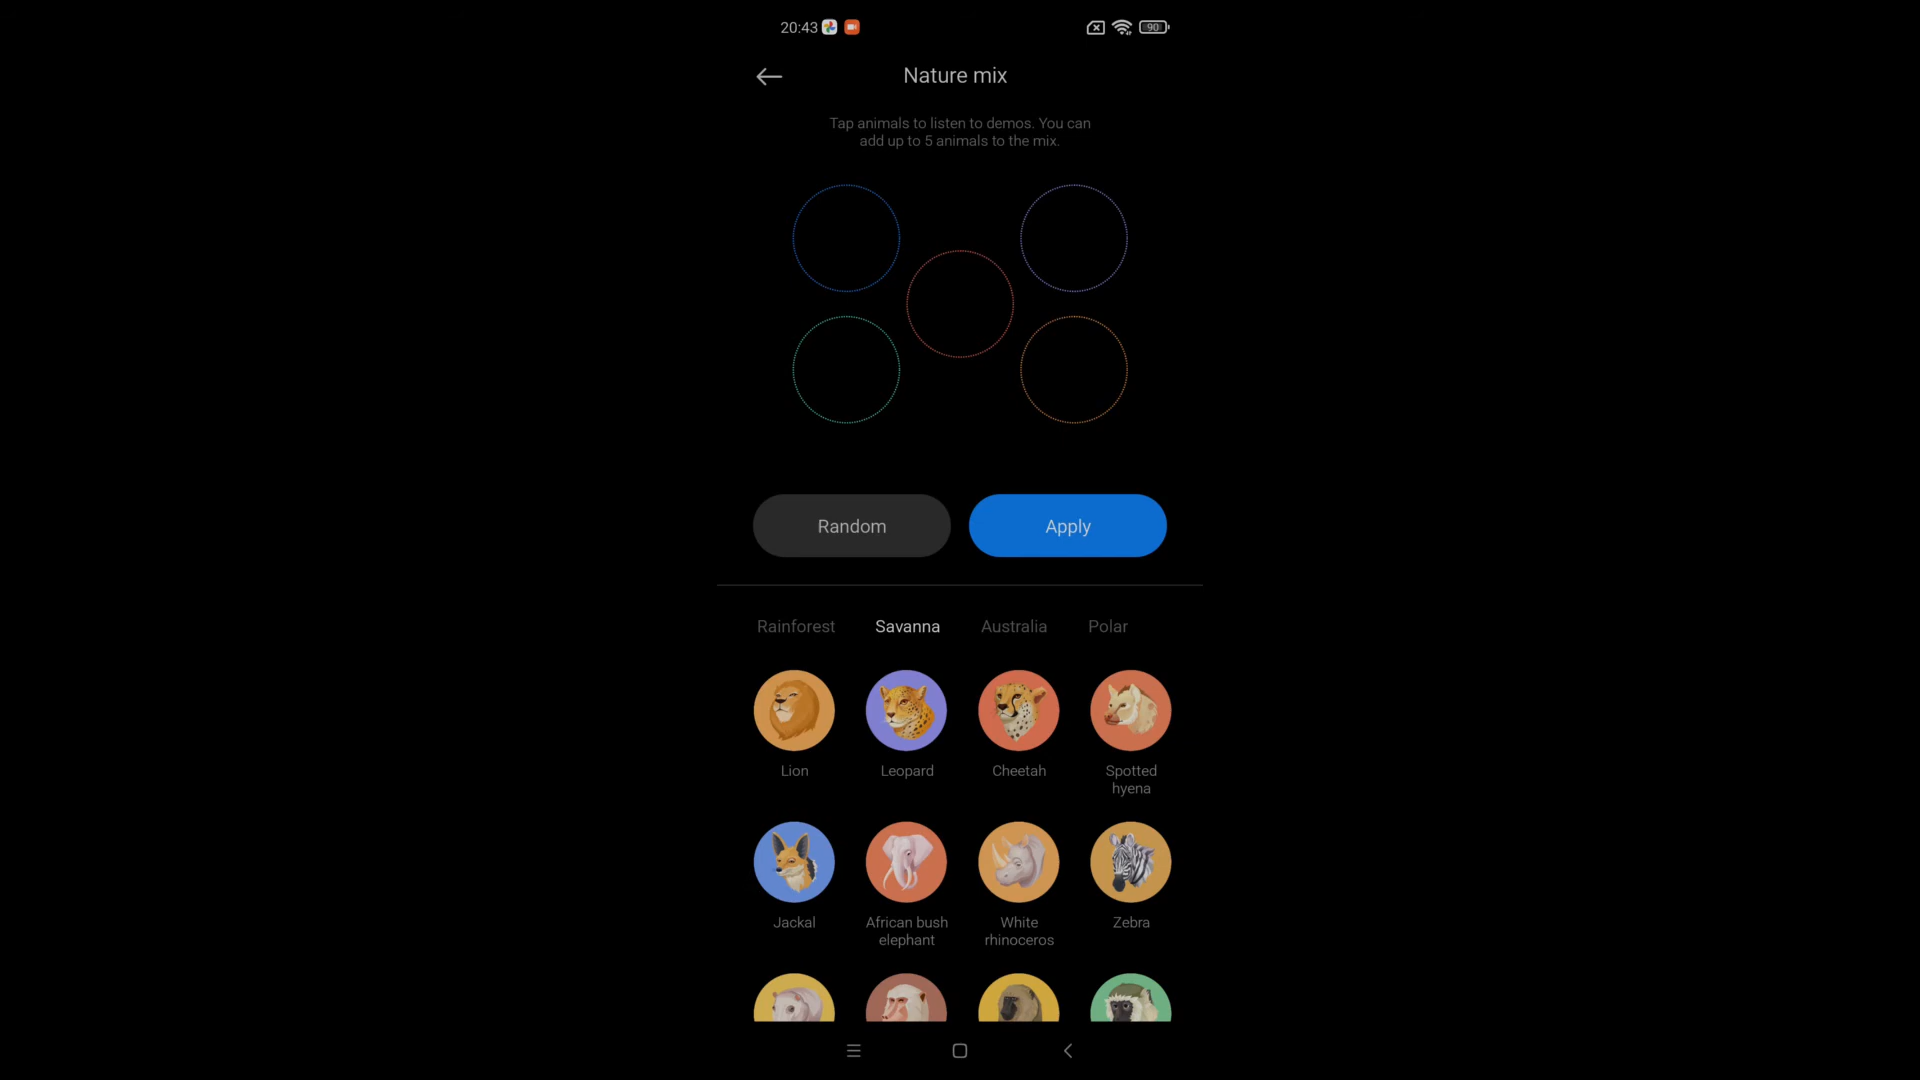 20:43
90
Nature mix
Tap animals to listen to demos. You can
add up to 5 animals to the mix.
Random
Apply
Rainforest
Savanna
Australia
Polar
Lion
Leopard
Cheetah
Spotted
hyena
Jackal
African bush
elephant
White
rhinoceros
Zebra